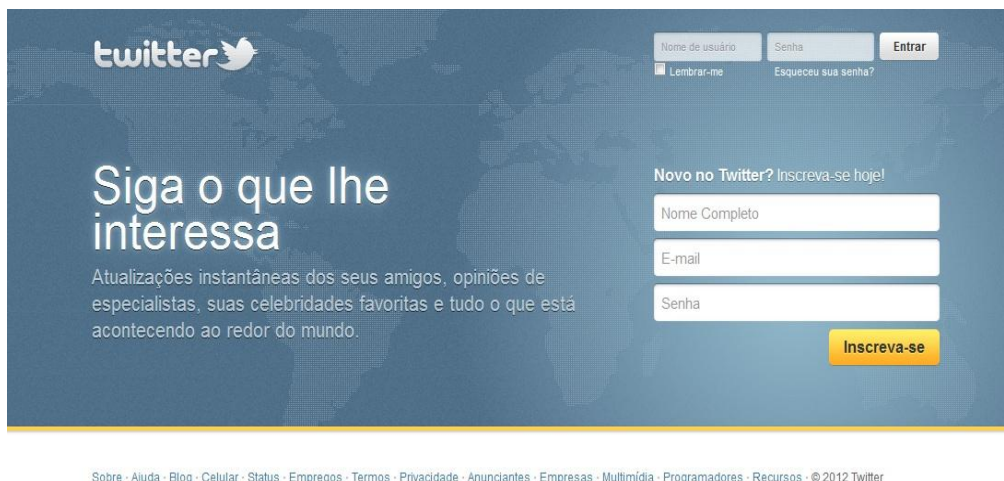 twitter
Nome de usuário
Senha
Entrar
Lembrar-me
Esqueceu sua senha?
Siga o que lhe
interessa
Atualizações instantâneas dos seus amigos, opiniões de
especialistas, suas celebridades favoritas e tudo o que está
acontecendo ao redor do mundo.
Novo no Twitter? Inscreva-se hoje!
Nome Completo
E-mail
Senha
Inscreva-se
Sobre · Ajuda · Blog · Celular · Status · Empregos · Termos · Privacidade · Anunciantes · Empresas · Multimídia · Programadores · Recursos · © 2012 Twitter